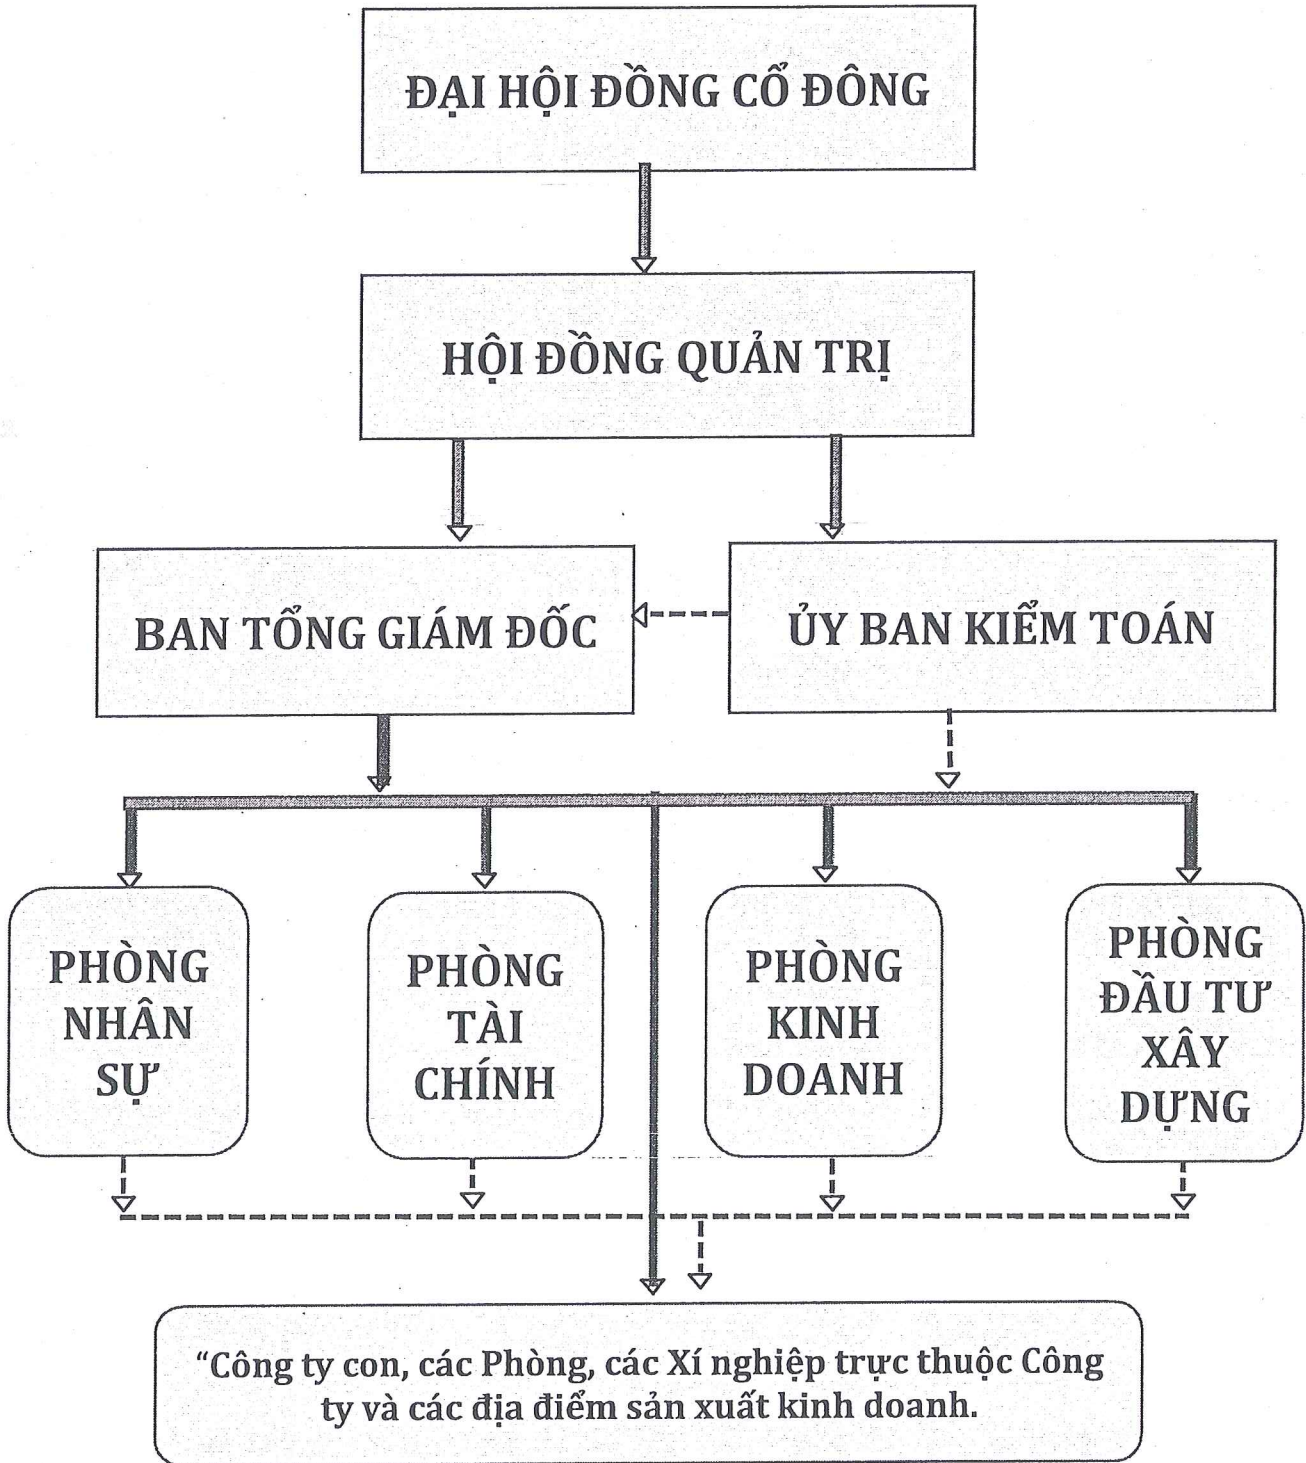 ĐẠI HỘI ĐỒNG CỔ ĐÔNG
HỘI ĐỒNG QUẢN TRỊ
BAN TỔNG GIÁM ĐỐC
ỦY BAN KIỂM TOÁN
PHÒNG
NHÂN
SỰ
PHÒNG
TÀI
CHÍNH
PHÒNG
KINH
DOANH
PHÒNG
ĐẦU TƯ
XÂY
DỰNG
“Công ty con, các Phòng, các Xí nghiệp trực thuộc Công
ty và các địa điểm sản xuất kinh doanh.